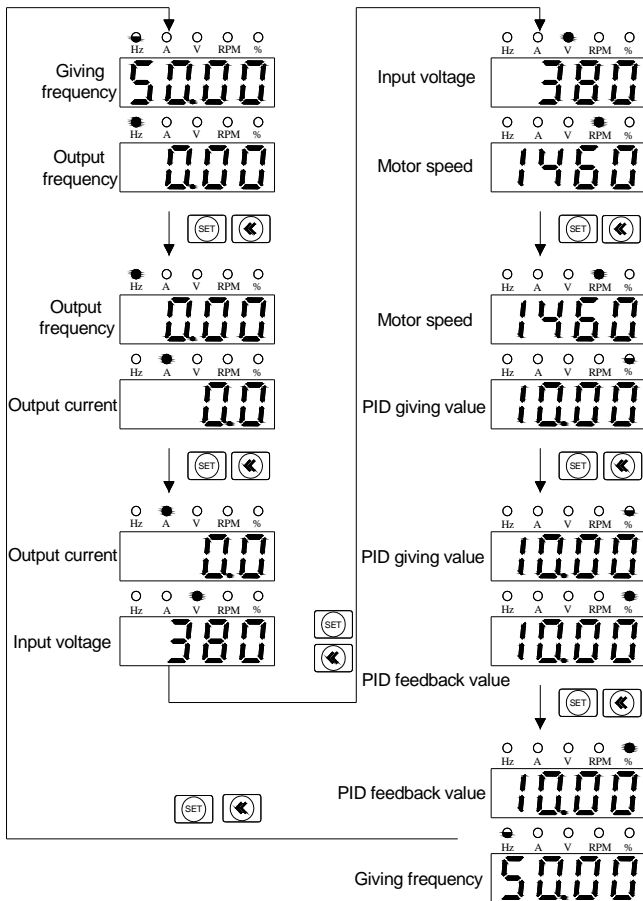 Hz A V RPM %
Giving
frequency
50.00
Hz A V RPM %
Output
frequency
0.00
SET
Hz A V RPM %
Output
frequency
0.00
Hz A V RPM %
Output current
0.0
SET
Hz A V RPM %
Output current
0.0
Hz A V RPM %
Input voltage
380
SET
SET
Hz A V RPM %
Input voltage
380
Hz A V RPM %
Motor speed
1460
SET
Hz A V RPM %
Motor speed
1460
Hz A V RPM %
PID giving value
10.00
SET
Hz A V RPM %
PID giving value
10.00
Hz A V RPM %
10.00
PID feedback value
SET
Hz A V RPM %
PID feedback value
10.00
Hz A V RPM %
Giving frequency
50.00